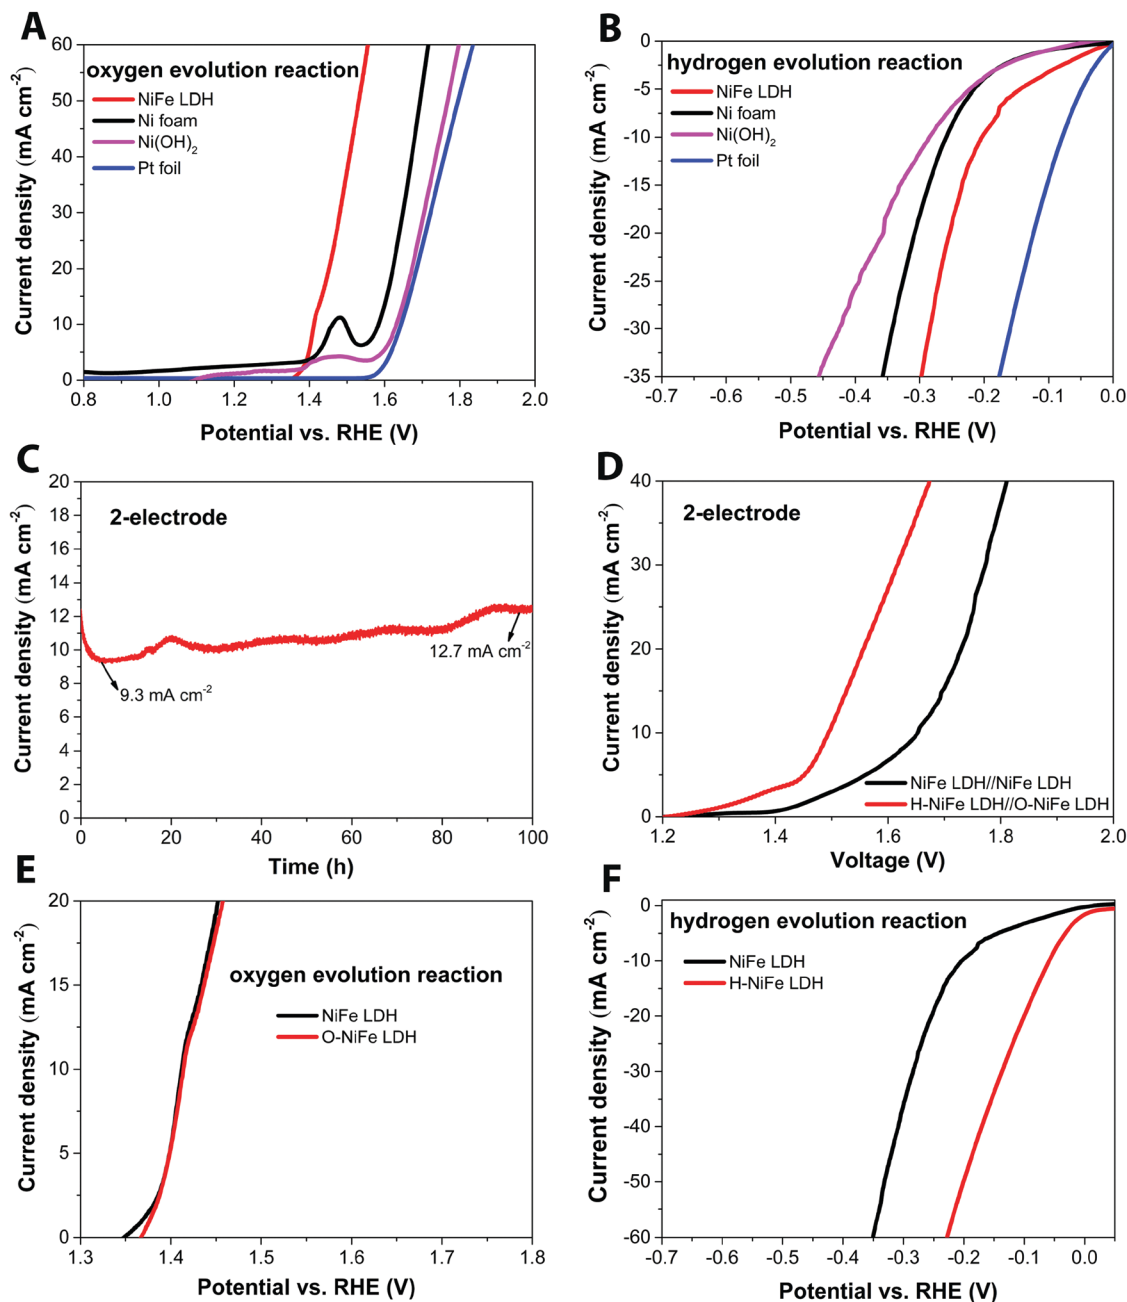 A
60
50
40
30
20
10
0
oxygen evolution reaction
NiFe LDH
Ni foam
Ni(OH)2
Pt foil
0.8 1.0 1.2 1.4 1.6 1.8 2.0
Potential vs. RHE (V)
Current density (mA cm-2)
B
0
-5
-10
-15
-20
-25
-30
-35
hydrogen evolution reaction
NiFe LDH
Ni foam
Ni(OH)2
Pt foil
-0.7 -0.6 -0.5 -0.4 -0.3 -0.2 -0.1 0.0
Potential vs. RHE (V)
Current density (mA cm-2)
C
20
18
16
14
12
10
8
6
4
2
0
2-electrode
9.3 mA cm-2
12.7 mA cm-2
0 20 40 60 80 100
Time (h)
Current density (mA cm-2)
D
40
30
20
10
0
2-electrode
NiFe LDH//NiFe LDH
H-NiFe LDH//O-NiFe LDH
1.2 1.4 1.6 1.8 2.0
Voltage (V)
Current density (mA cm-2)
E
20
15
10
5
0
oxygen evolution reaction
NiFe LDH
O-NiFe LDH
1.3 1.4 1.5 1.6 1.7 1.8
Potential vs. RHE (V)
Current density (mA cm-2)
F
0
-10
-20
-30
-40
-50
-60
hydrogen evolution reaction
NiFe LDH
H-NiFe LDH
-0.7 -0.6 -0.5 -0.4 -0.3 -0.2 -0.1 0.0
Potential vs. RHE (V)
Current density (mA cm-2)